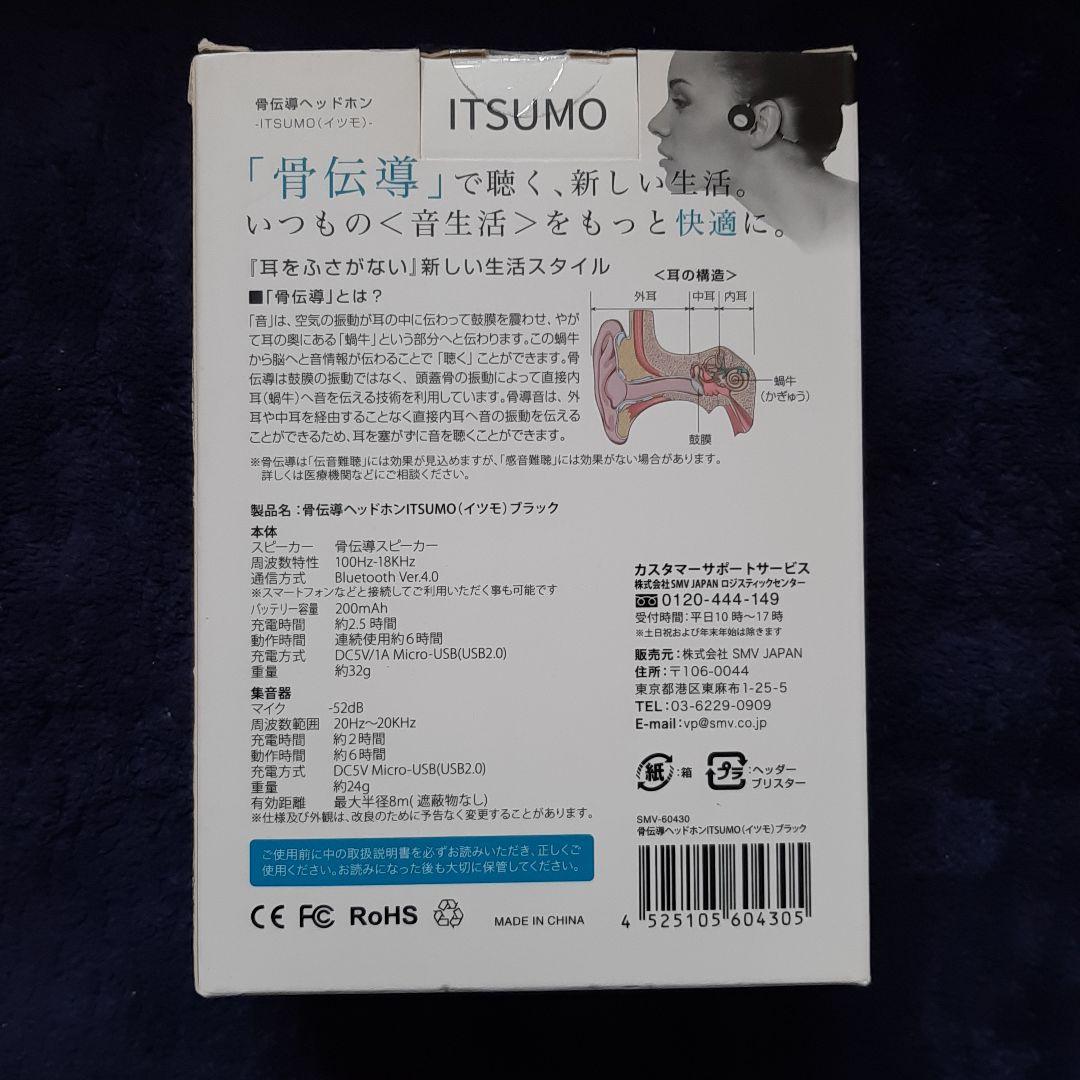 骨伝導ヘッドホン
-ITSUMO(イツモ)-
ITSUMO
「骨伝導」で聴く、新しい生活。
いつもの<音生活>をもっと快適に。
『耳をふさがない』新しい生活スタイル
■「骨伝導」とは?
「音」は、空気の振動が耳の中に伝わって鼓膜を震わせ、やが
て耳の奥にある「蝸牛」という部分へと伝わります。この蝸牛
から脳へと音情報が伝わることで「聴く」ことができます。骨
伝導は鼓膜の振動ではなく、頭蓋骨の振動によって直接内
耳(蝸牛)へ音を伝える技術を利用しています。骨導音は、外
耳や中耳を経由することなく直接内耳へ音の振動を伝える
ことができるため、耳を塞がずに音を聴くことができます。
<耳の構造>
外耳 中耳 内耳
蝸牛
(かぎゅう)
鼓膜
※骨伝導は「伝音難聴」には効果が見込めますが、「感音難聴」には効果がない場合があります。
詳しくは医療機関などにご相談ください。
製品名:骨伝導ヘッドホンITSUMO(イツモ)ブラック
本体
スピーカー 骨伝導スピーカー
周波数特性 100Hz-18KHz
通信方式 Bluetooth Ver.4.0
※スマートフォンなどと接続してご利用いただく事も可能です
バッテリー容量 200mAh
充電時間 約2.5時間
動作時間 連続使用約6時間
充電方式 DC5V/1A Micro-USB(USB2.0)
重量 約32g
集音器
マイク -52dB
周波数範囲 20Hz～20KHz
充電時間 約2時間
動作時間 約6時間
充電方式 DC5V Micro-USB(USB2.0)
重量 約24g
有効距離 最大半径8m(遮蔽物なし)
※仕様及び外観は、改良のために予告なく変更することがあります。
ご使用前に中の取扱説明書を必ずお読みいただき、正しくご
使用ください。お読みになった後も大切に保管してください。
CE FC RoHS
MADE IN CHINA
カスタマーサポートサービス
株式会社SMV JAPAN ロジスティックセンター
0120-444-149
受付時間:平日10時～17時
※土日祝および年末年始は除きます
販売元:株式会社 SMV JAPAN
住所:〒106-0044
東京都港区東麻布1-25-5
TEL:03-6229-0909
E-mail:vp@smv.co.jp
紙:箱
プラ:ヘッダー
ブリスター
SMV-60430
骨伝導ヘッドホンITSUMO(イツモ)ブラック
4 525105 604305